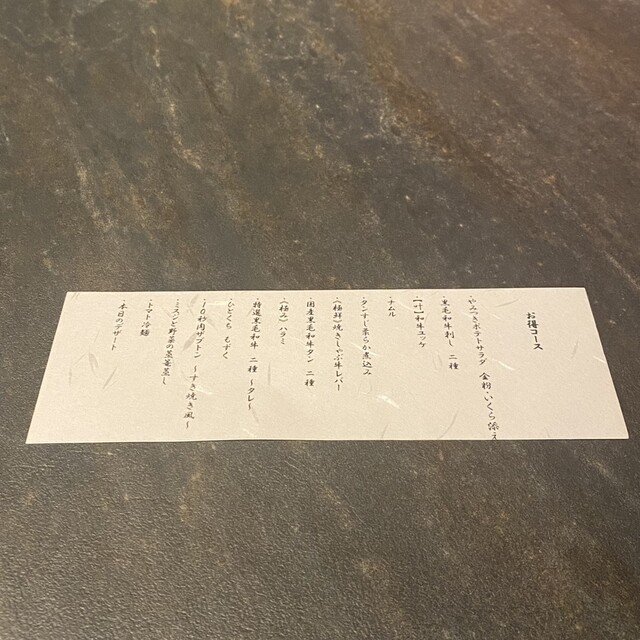 お得コース
・やみつきポテトサラダ　金粉・いくら添え
・黒毛和牛刺し　二種
・【汁】和牛ユッケ
・ナムル
・タンすじ柔らか煮込み
・《極鮮》焼きしゃぶ牛レバー
・国産黒毛和牛タン　二種
・《極み》ハラミ
・特選黒毛和牛　二種　～タレ～
・ひとくち　もずく
・10秒肉ザブトン　～すき焼き風～
・ミスジと野菜の蒸籠蒸し
・トマト冷麺
・本日のデザート